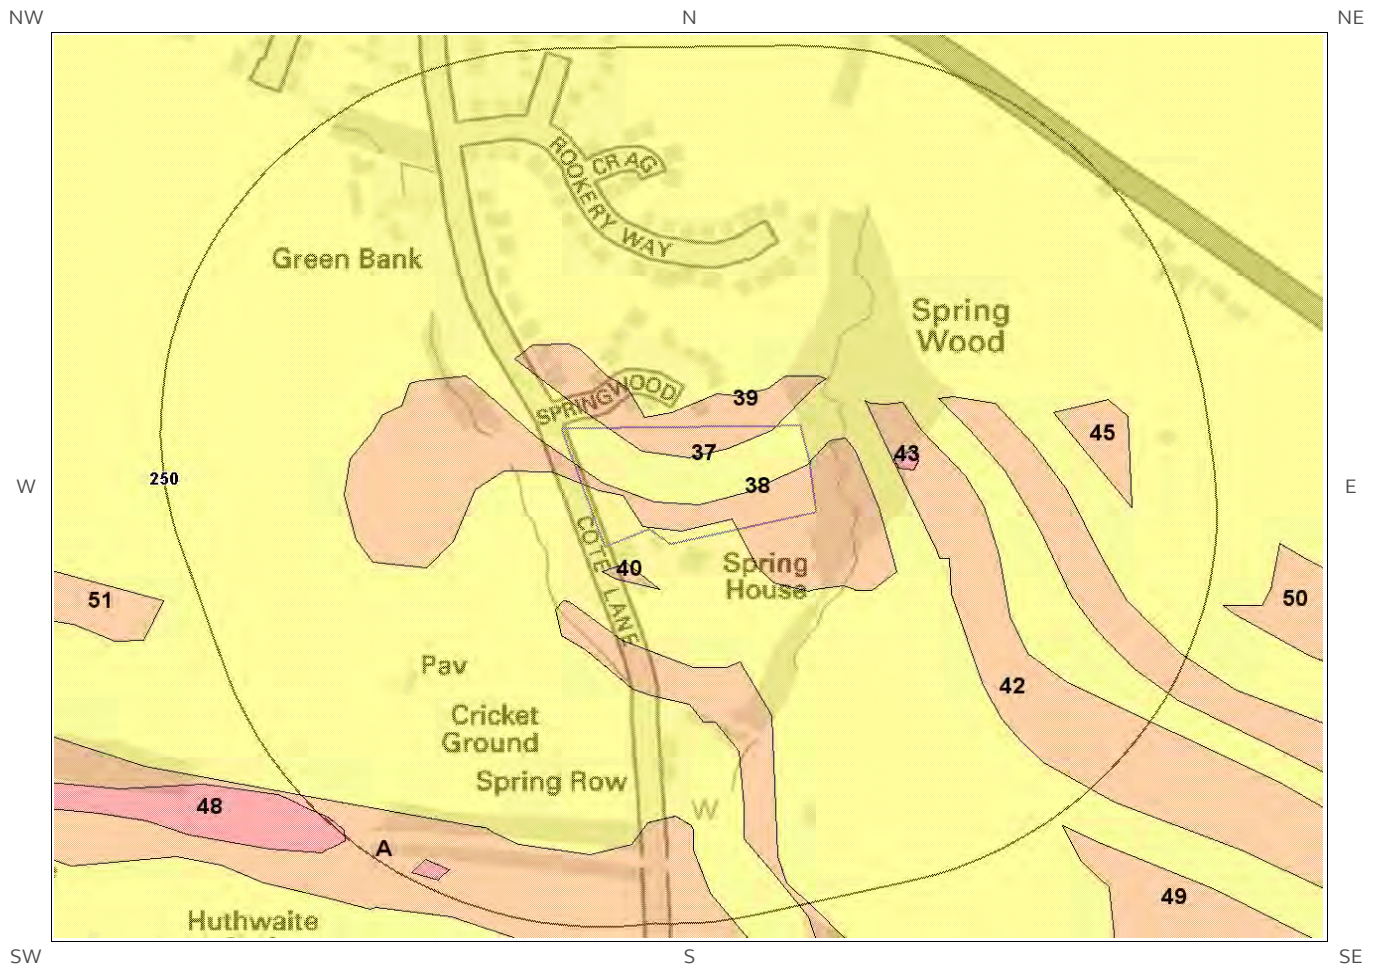 NW
N
NE
CRAG
ROOKERY WAY
Green Bank
Spring
Wood
SPRINGWOOD
39
45
37
43
W
250
38
E
COTE LANE
40
Spring
House
51
50
Pav
42
Cricket
Ground
Spring Row
48
W
A
49
Huthwaite
SW
S
SE